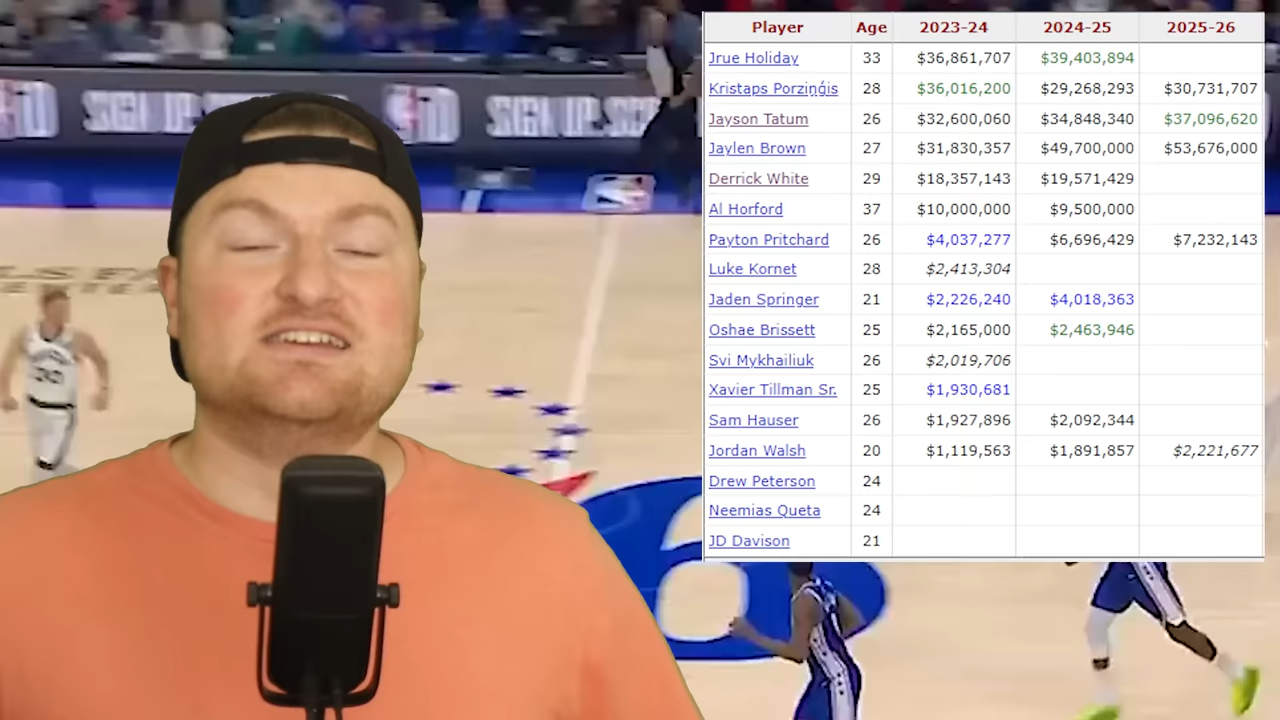 Player Age 2023-24 2024-25 2025-26
Jrue Holiday 33 $36,861,707 $39,403,894
Kristaps Porziņģis 28 $36,016,200 $29,268,293 $30,731,707
Jayson Tatum 26 $32,600,060 $34,848,340 $37,096,620
Jaylen Brown 27 $31,830,357 $49,700,000 $53,676,000
Derrick White 29 $18,357,143 $19,571,429
Al Horford 37 $10,000,000 $9,500,000
Payton Pritchard 26 $4,037,277 $6,696,429 $7,232,143
Luke Kornet 28 $2,413,304
Jaden Springer 21 $2,226,240 $4,018,363
Oshae Brissett 25 $2,165,000 $2,463,946
Svi Mykhailiuk 26 $2,019,706
Xavier Tillman Sr. 25 $1,930,681
Sam Hauser 26 $1,927,896 $2,092,344
Jordan Walsh 20 $1,119,563 $1,891,857 $2,221,677
Drew Peterson 24
Neemias Queta 24
JD Davison 21
SIGN UP. NBA ID SIGN UP.
30
6